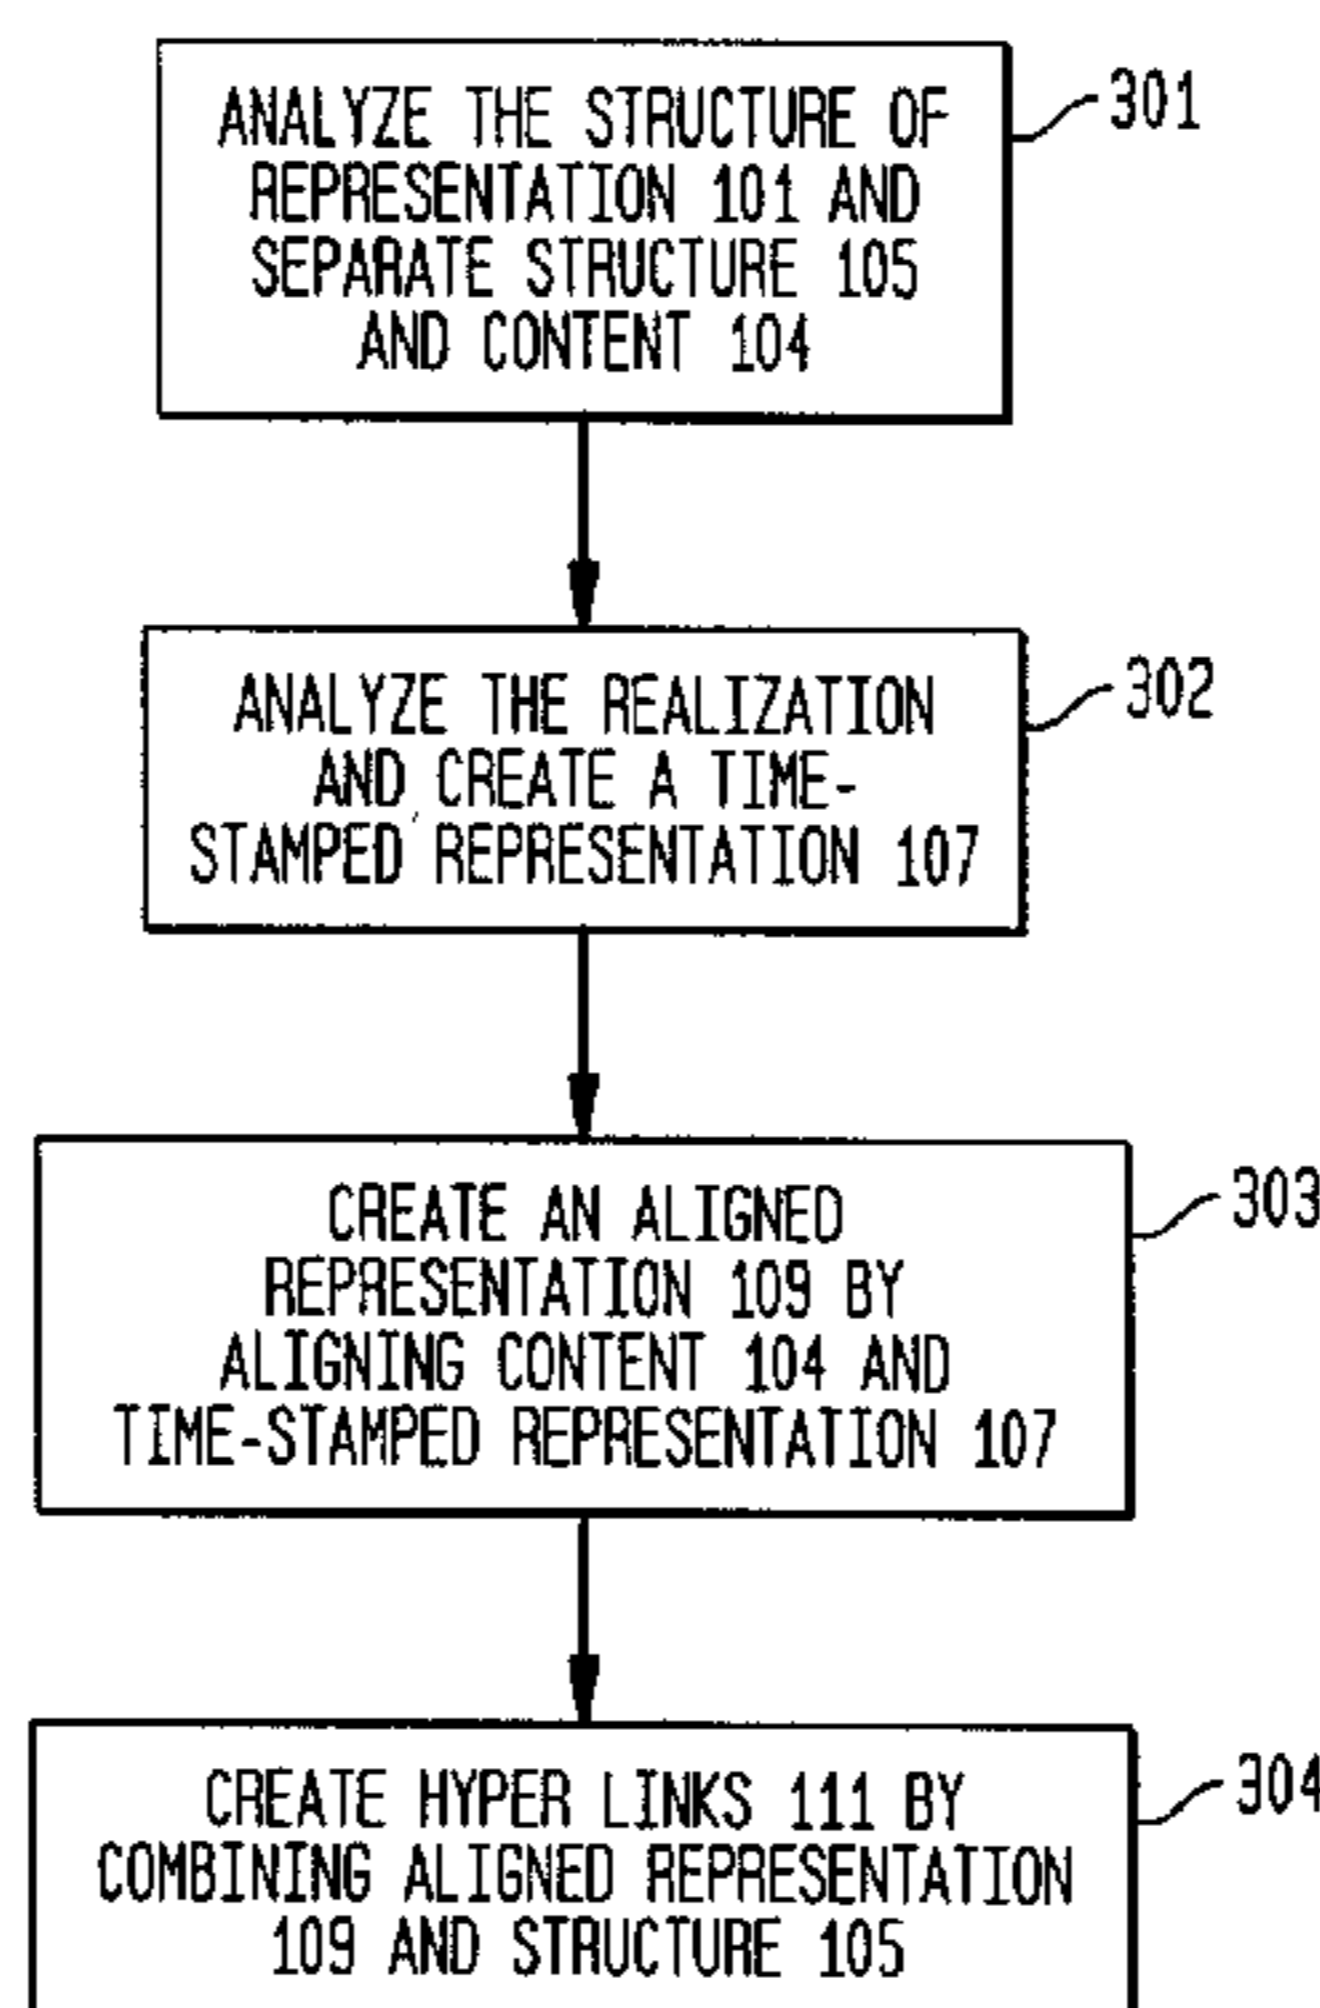 ANALYZE THE STRUCTURE OF
REPRESENTATION 101 AND
SEPARATE STRUCTURE 105
AND CONTENT 104
301
ANALYZE THE REALIZATION
AND CREATE A TIME-
STAMPED REPRESENTATION 107
302
CREATE AN ALIGNED
REPRESENTATION 109 BY
ALIGNING CONTENT 104 AND
TIME-STAMPED REPRESENTATION 107
303
CREATE HYPER LINKS 111 BY
COMBINING ALIGNED REPRESENTATION
109 AND STRUCTURE 105
304